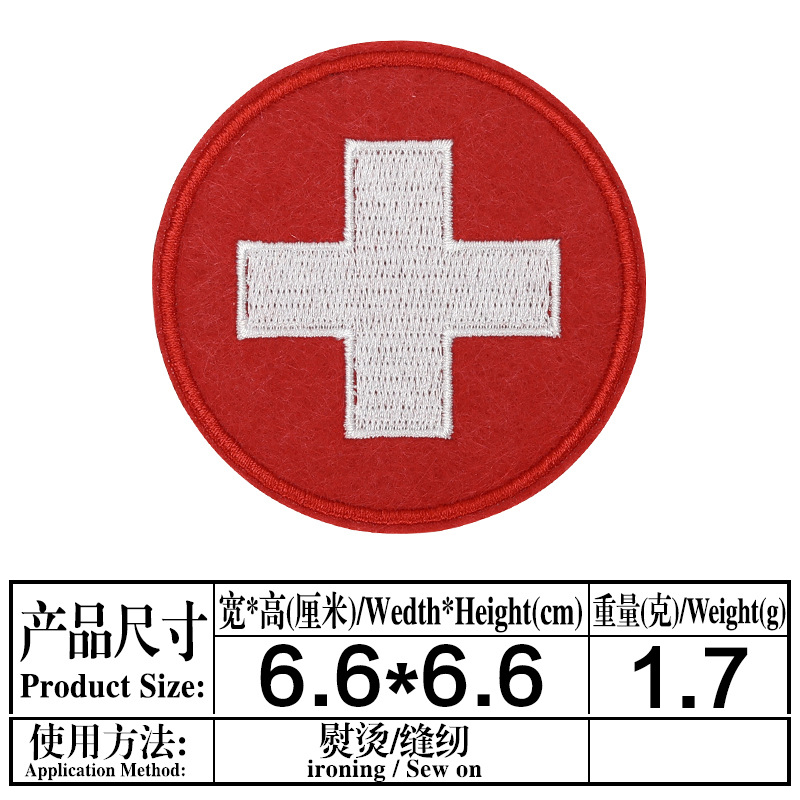 产品尺寸
Product Size:
宽*高(厘米)/Wedth*Height(cm)
重量(克)/Weight(g)
6.6*6.6
1.7
使用方法:
Application Method:
熨烫/缝纫
ironing / Sew on